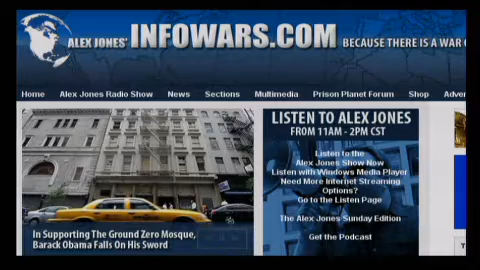 ALEX JONES' INFOWARS.COM BECAUSE THERE IS A WAR
Home Alex Jones Radio Show News Sections Multimedia Prison Planet Forum Shop
LISTEN TO ALEX JONES
FROM 11AM - 2PM CST
Listen to the
Alex Jones Show Now
Listen with Windows Media Player
Need More Internet Streaming
Options?
Go to the Listen Page
The Alex Jones Sunday Edition
Get the Podcast
In Supporting The Ground Zero Mosque,
Barack Obama Falls On His Sword